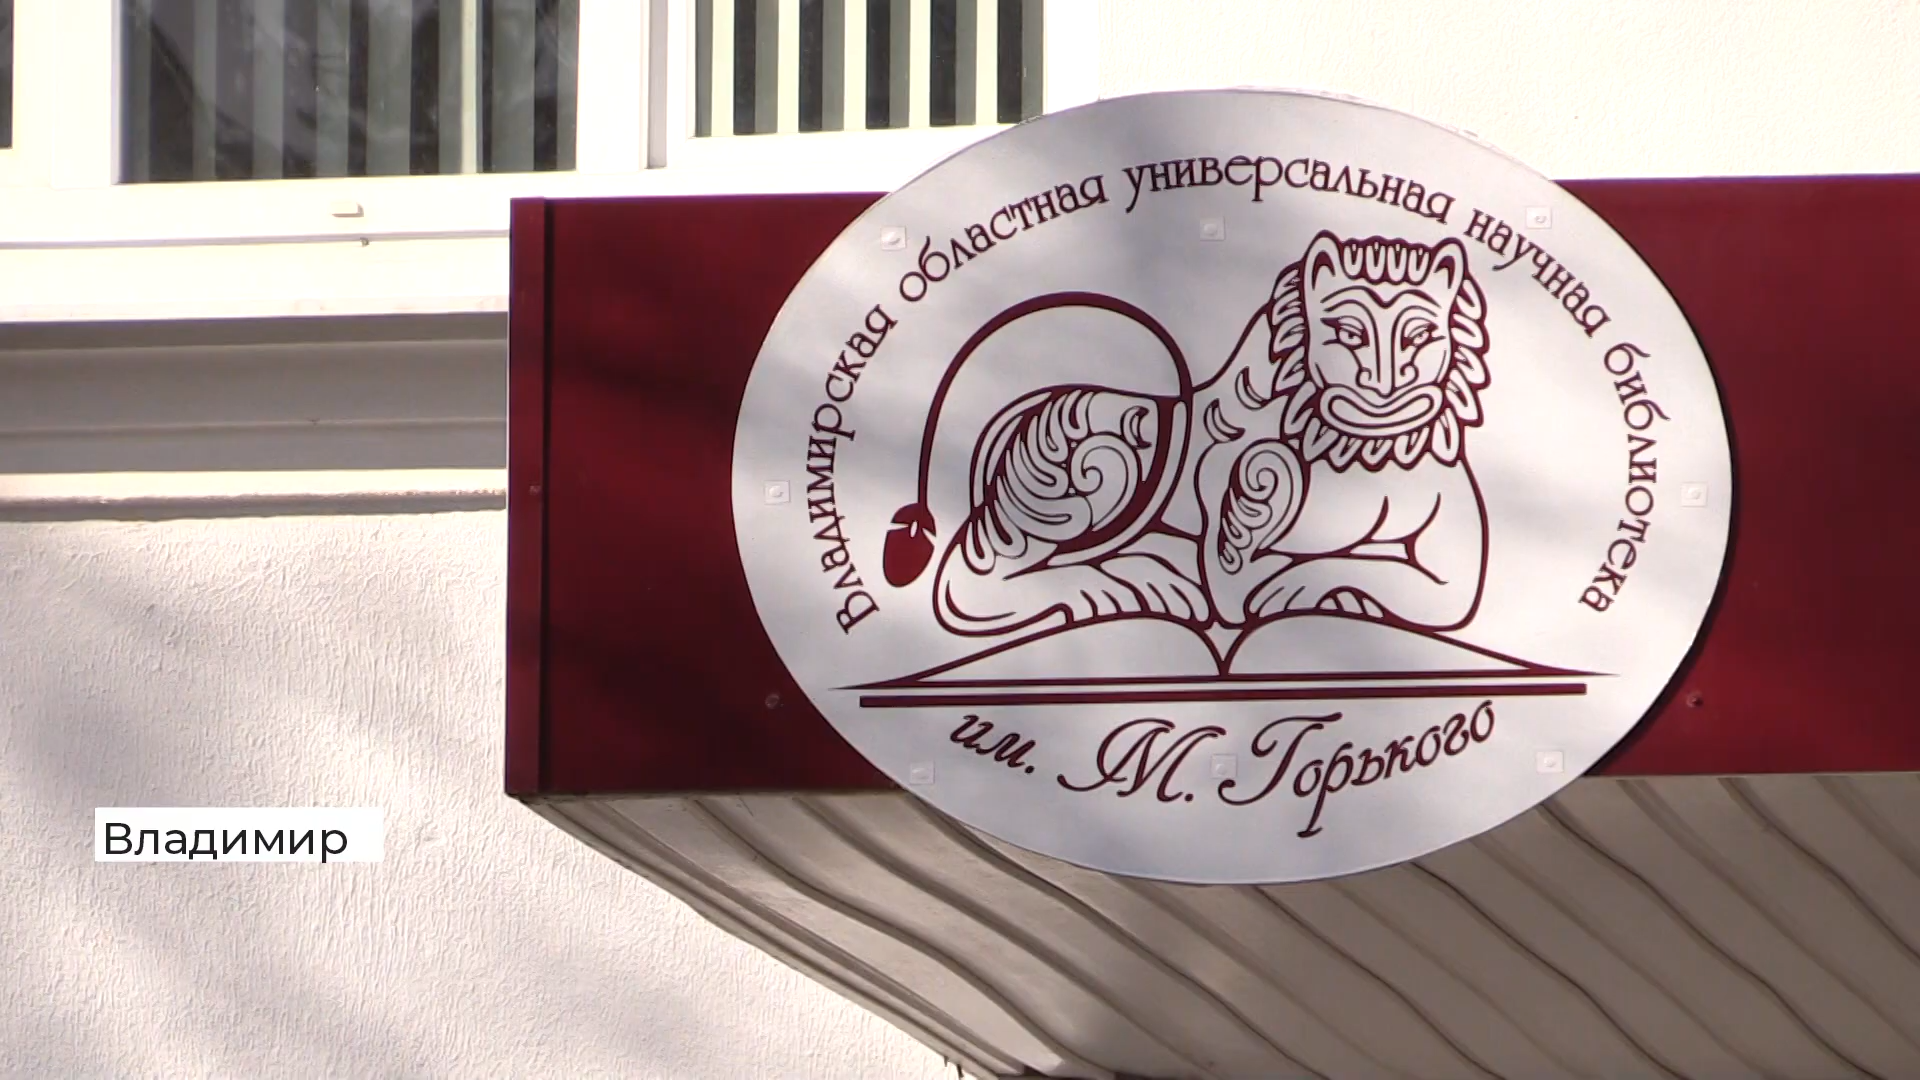 Владимирская областная универсальная научная библиотека
им. М. Горького
Владимир